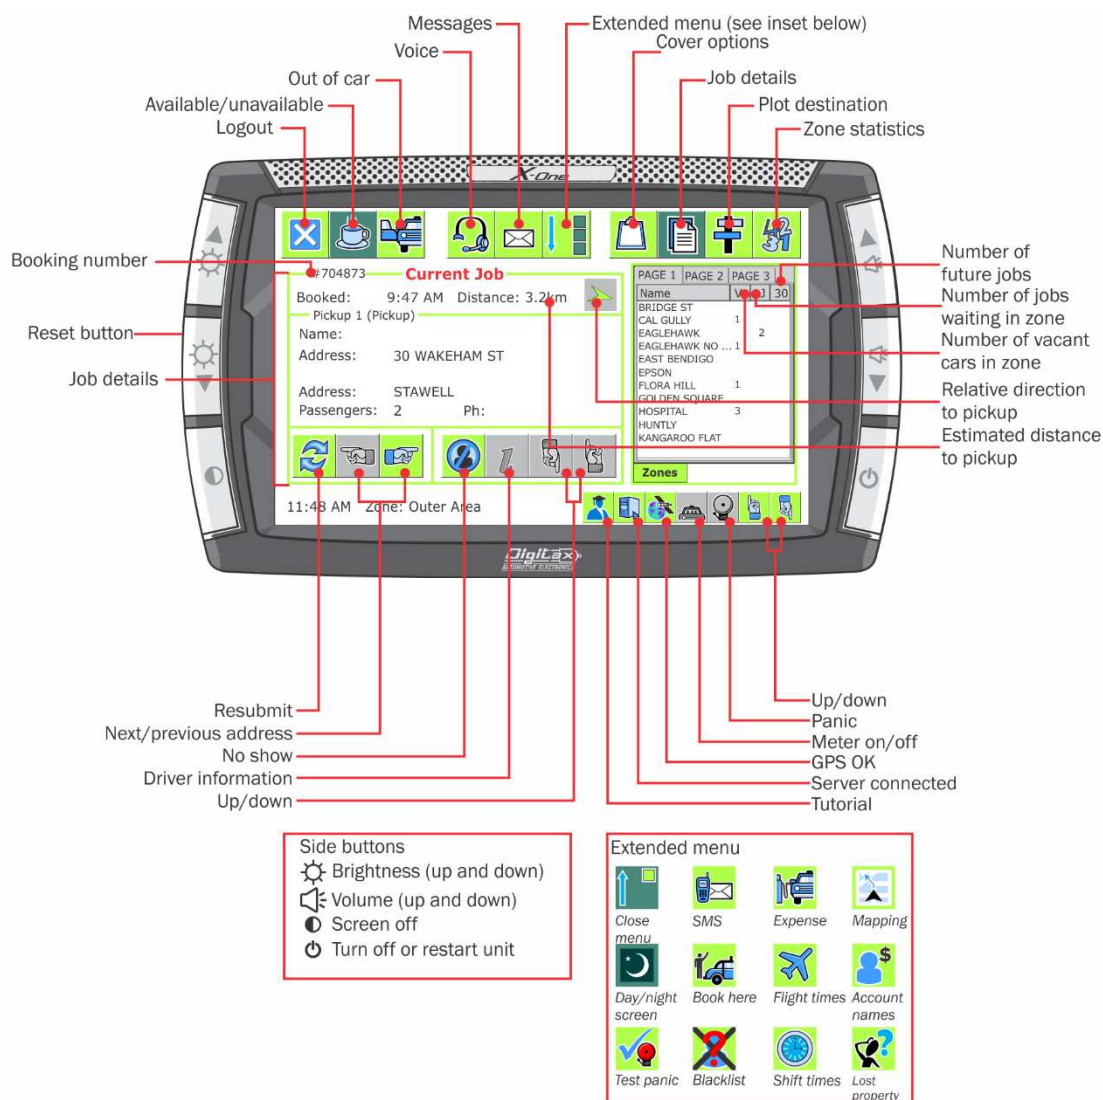 Messages
Extended menu (see inset below)
Voice
Cover options
Out of car
Job details
Available/unavailable
Plot destination
Logout
Zone statistics
X-One
Booking number
Reset button
Job details
#704873 Current Job
Booked: 9:47 AM Distance: 3.2km
Pickup 1 (Pickup)
Name:
Address: 30 WAKEHAM ST
Address: STAWELL
Passengers: 2 Ph:
PAGE 1 PAGE 2 PAGE 3
Name V J 30
BRIDGE ST
CAL GULLY 1
EAGLEHAWK 2
EAGLEHAWK NO ... 1
EAST BENDIGO
EPSON
FLORA HILL 1
GOLDEN SQUARE
HOSPITAL 3
HUNTLY
KANGAROO FLAT
Zones
11:48 AM Zone: Outer Area
Number of
future jobs
Number of jobs
waiting in zone
Number of vacant
cars in zone
Relative direction
to pickup
Estimated distance
to pickup
Digitax
AUTOMOTIVE ELECTRONICS
Resubmit
Next/previous address
No show
Driver information
Up/down
Up/down
Panic
Meter on/off
GPS OK
Server connected
Tutorial
Side buttons
Brightness (up and down)
Volume (up and down)
Screen off
Turn off or restart unit
Extended menu
Close
menu
SMS
Expense
Mapping
Day/night
screen
Book here
Flight times
Account
names
Test panic
Blacklist
Shift times
Lost
property